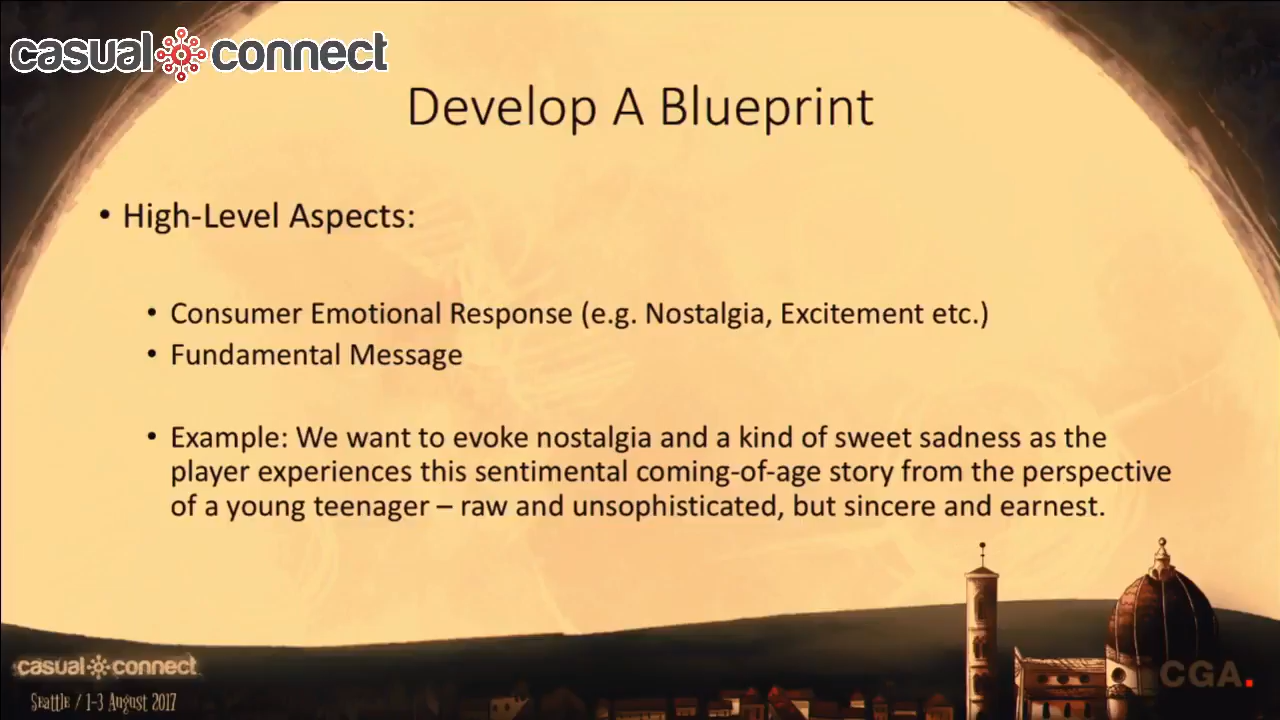 casual connect
Develop A Blueprint
• High-Level Aspects:
• Consumer Emotional Response (e.g. Nostalgia, Excitement etc.)
• Fundamental Message
• Example: We want to evoke nostalgia and a kind of sweet sadness as the
player experiences this sentimental coming-of-age story from the perspective
of a young teenager – raw and unsophisticated, but sincere and earnest.
casual connect
Seattle / 1-3 August 2017
CGA.